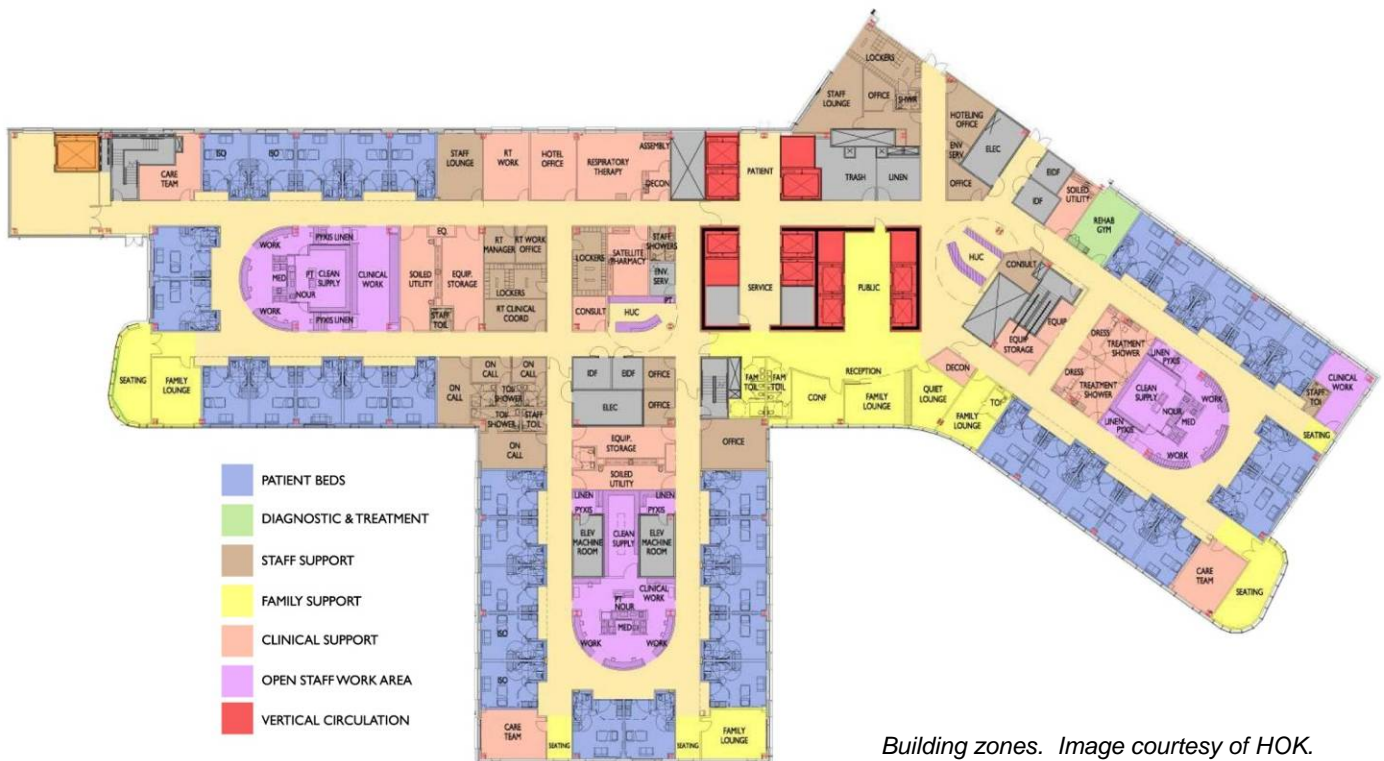 LOCKERS
STAFF
LOUNGE
OFFICE
SHWR
HOTELING
OFFICE
ENV
SERV
OFFICE
ELEC
EIDF
IDF
SOILED
UTILITY
REHAB
GYM
CARE
TEAM
ISO
ISO
STAFF
LOUNGE
RT
WORK
HOTEL
OFFICE
RESPIRATORY
THERAPY
ASSEMBLY
DECON
PATIENT
TRASH
LINEN
WORK
PYXIS LINEN
MED
PT
NOUR
CLEAN
SUPPLY
CLINICAL
WORK
WORK
PYXIS LINEN
EQ.
SOILED
UTILITY
EQUIP.
STORAGE
STAFF
TOIL
RT
MANAGER
RT WORK
OFFICE
LOCKERS
RT CLINICAL
COORD
LOCKERS
SATELLITE
PHARMACY
STAFF
SHOWERS
ENV.
SERV
PT
CONSULT
HUC
SERVICE
PUBLIC
HUC
CONSULT
EQUIP
EQUIP
STORAGE
DECON
DRESS
TREATMENT
SHOWER
DRESS
TREATMENT
SHOWER
LINEN
PYXIS
CLEAN
SUPPLY
NOUR
MED
WORK
LINEN
PYXIS
WORK
CLINICAL
WORK
STAFF
TOI
SEATING
SEATING
FAMILY
LOUNGE
ON
CALL
ON
CALL
ON
CALL
TOI/
SHOWER
TOI/
SHOWER
STAFF
TOIL
ON
CALL
IDF
EIDF
ELEC
OFFICE
OFFICE
FAM
TOIL
FAM
TOIL
RECEPTION
CONF
FAMILY
LOUNGE
QUIET
LOUNGE
FAMILY
LOUNGE
OFFICE
EQUIP.
STORAGE
SOILED
UTILITY
LINEN
PYXIS
LINEN
PYXIS
ELEV
MACHINE
ROOM
CLEAN
SUPPLY
ELEV
MACHINE
ROOM
CLINICAL
WORK
PT
NOUR
MED
WORK
WORK
ISO
ISO
CARE
TEAM
SEATING
SEATING
FAMILY
LOUNGE
CARE
TEAM
SEATING
PATIENT BEDS
DIAGNOSTIC & TREATMENT
STAFF SUPPORT
FAMILY SUPPORT
CLINICAL SUPPORT
OPEN STAFF WORK AREA
VERTICAL CIRCULATION
Building zones. Image courtesy of HOK.